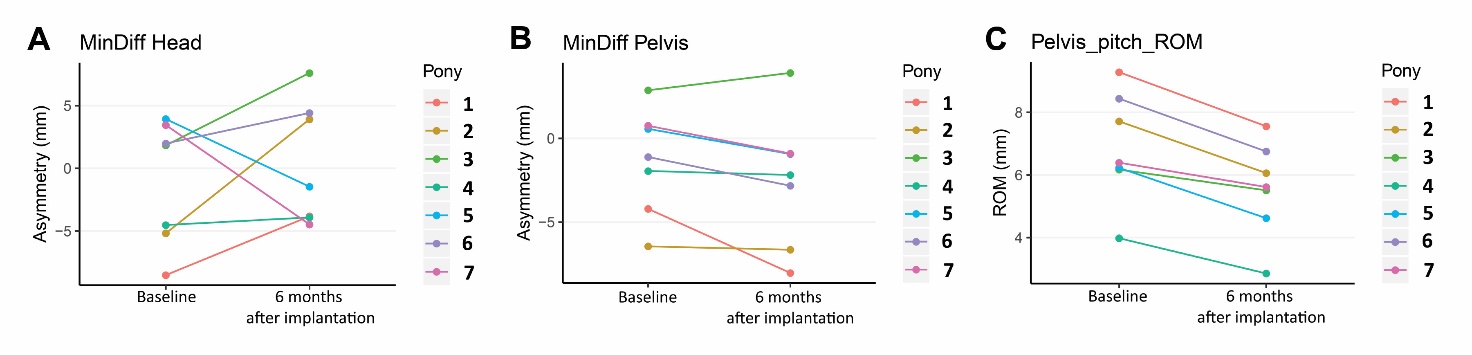 A MinDiff Head
Asymmetry (mm)
5
0
−5
Baseline
6 months
after implantation
Pony
1
2
3
4
5
6
7
B MinDiff Pelvis
Asymmetry (mm)
0
−5
Baseline
6 months
after implantation
Pony
1
2
3
4
5
6
7
C Pelvis_pitch_ROM
ROM (mm)
8
6
4
Baseline
6 months
after implantation
Pony
1
2
3
4
5
6
7